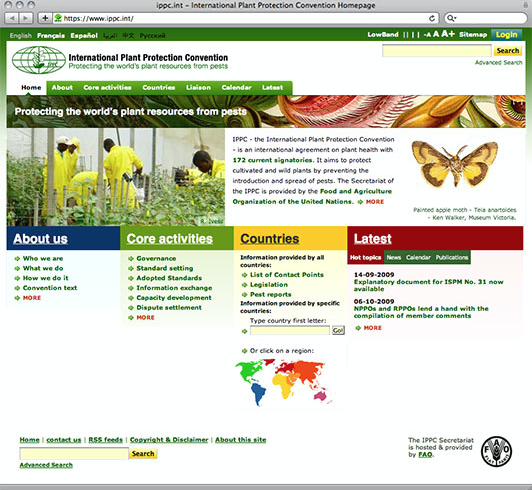 ippc.int - International Plant Protection Convention Homepage
https://www.ippc.int/
English Français Español عربي 中文 Русский
LowBand | | | | -A A A+ Sitemap Login
IPPC
International Plant Protection Convention
Protecting the world's plant resources from pests
Search
Advanced Search
Home About Core activities Countries Liaison Calendar Latest
Protecting the world's plant resources from pests
IPPC - the International Plant Protection Convention
- is an international agreement on plant health with
172 current signatories. It aims to protect
cultivated and wild plants by preventing the
introduction and spread of pests. The Secretariat of
the IPPC is provided by the Food and Agriculture
Organization of the United Nations. MORE
Painted apple moth - Teia anartoides
- Ken Walker, Museum Victoria.
About us
Who we are
What we do
How we do it
Convention text
MORE
Core activities
Governance
Standard setting
Adopted Standards
Information exchange
Capacity development
Dispute settlement
MORE
Countries
Information provided by all
countries:
List of Contact Points
Legislation
Pest reports
Information provided by specific
countries:
Type country first letter:
Go!
Or click on a region:
Latest
Hot topics News Calendar Publications
14-09-2009
Explanatory document for ISPM No. 31 now
available
06-10-2009
NPPOs and RPPOs lend a hand with the
compilation of member comments
MORE
Home | contact us | RSS feeds | Copyright & Disclaimer | About this site
Search
Advanced Search
The IPPC Secretariat
is hosted & provided
by FAO.
FAO